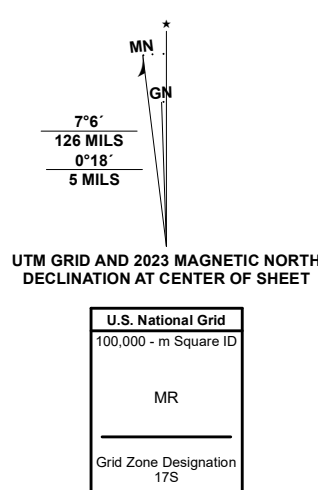 ★
MN
GN
7°6´
126 MILS
0°18´
5 MILS
UTM GRID AND 2023 MAGNETIC NORTH
DECLINATION AT CENTER OF SHEET
U.S. National Grid
100,000 - m Square ID
MR
Grid Zone Designation
17S